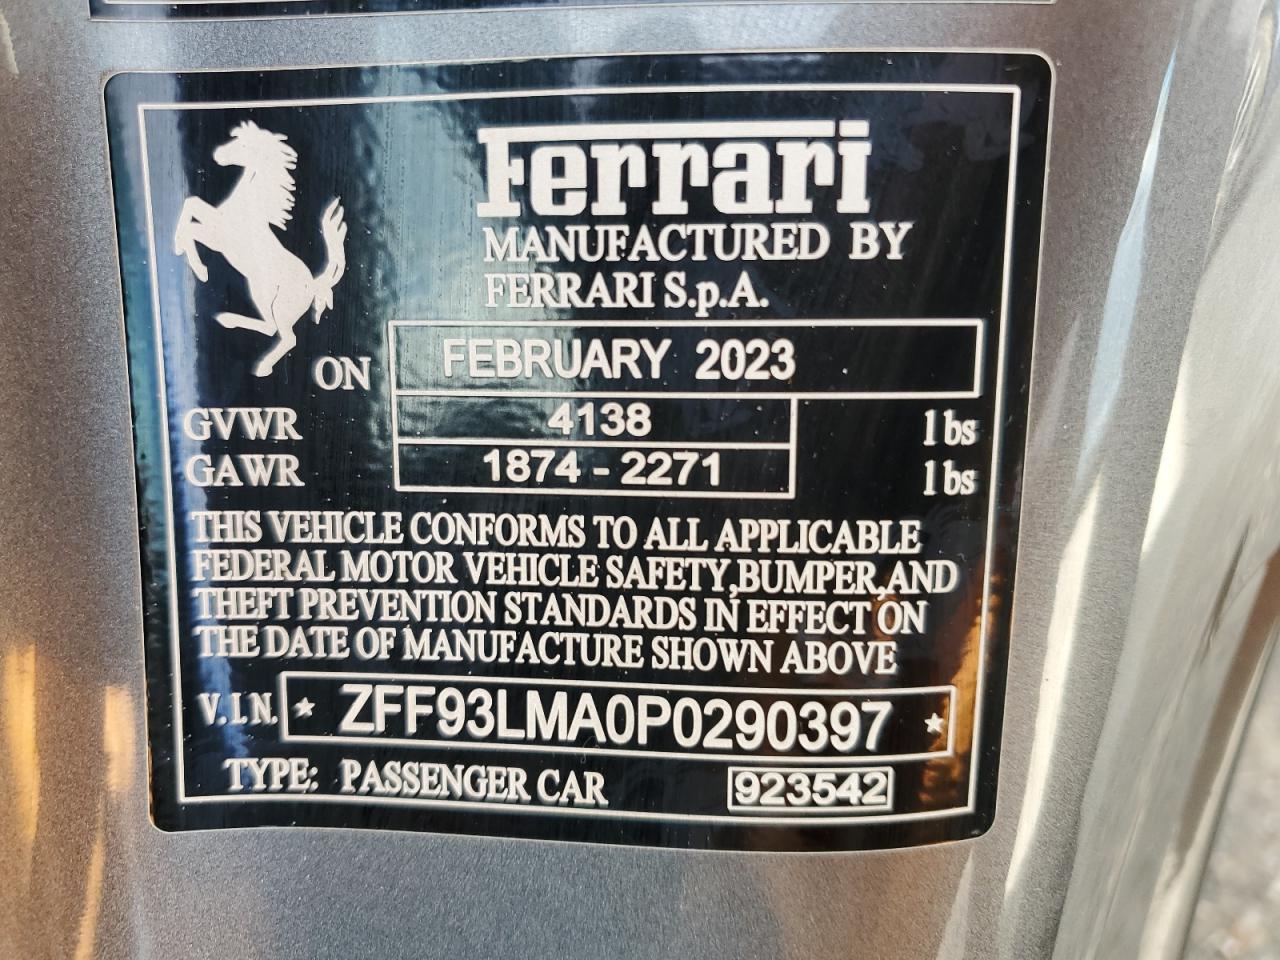 Ferrari
MANUFACTURED BY
FERRARI S.p.A.
ON FEBRUARY 2023
GVWR 4138 lbs
GAWR 1874 - 2271 lbs
THIS VEHICLE CONFORMS TO ALL APPLICABLE
FEDERAL MOTOR VEHICLE SAFETY,BUMPER,AND
THEFT PREVENTION STANDARDS IN EFFECT ON
THE DATE OF MANUFACTURE SHOWN ABOVE
V.I.N. * ZFF93LMA0P0290397 *
TYPE: PASSENGER CAR 923542